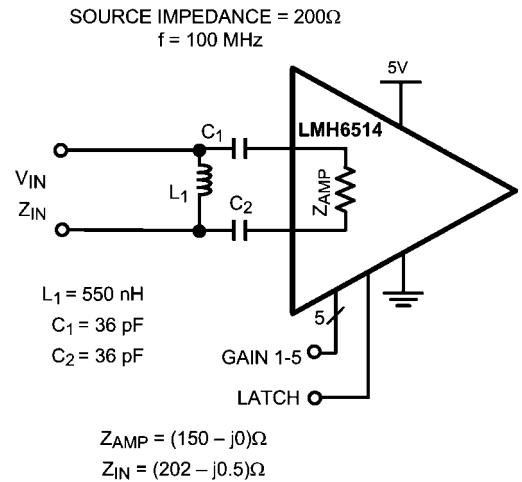 SOURCE IMPEDANCE = 200Ω
f = 100 MHz
5V
LMH6514
C1
VIN
L1
ZAMP
ZIN
C2
L1 = 550 nH
C1 = 36 pF
C2 = 36 pF
5
GAIN 1-5
LATCH
ZAMP = (150 – j0)Ω
ZIN = (202 – j0.5)Ω